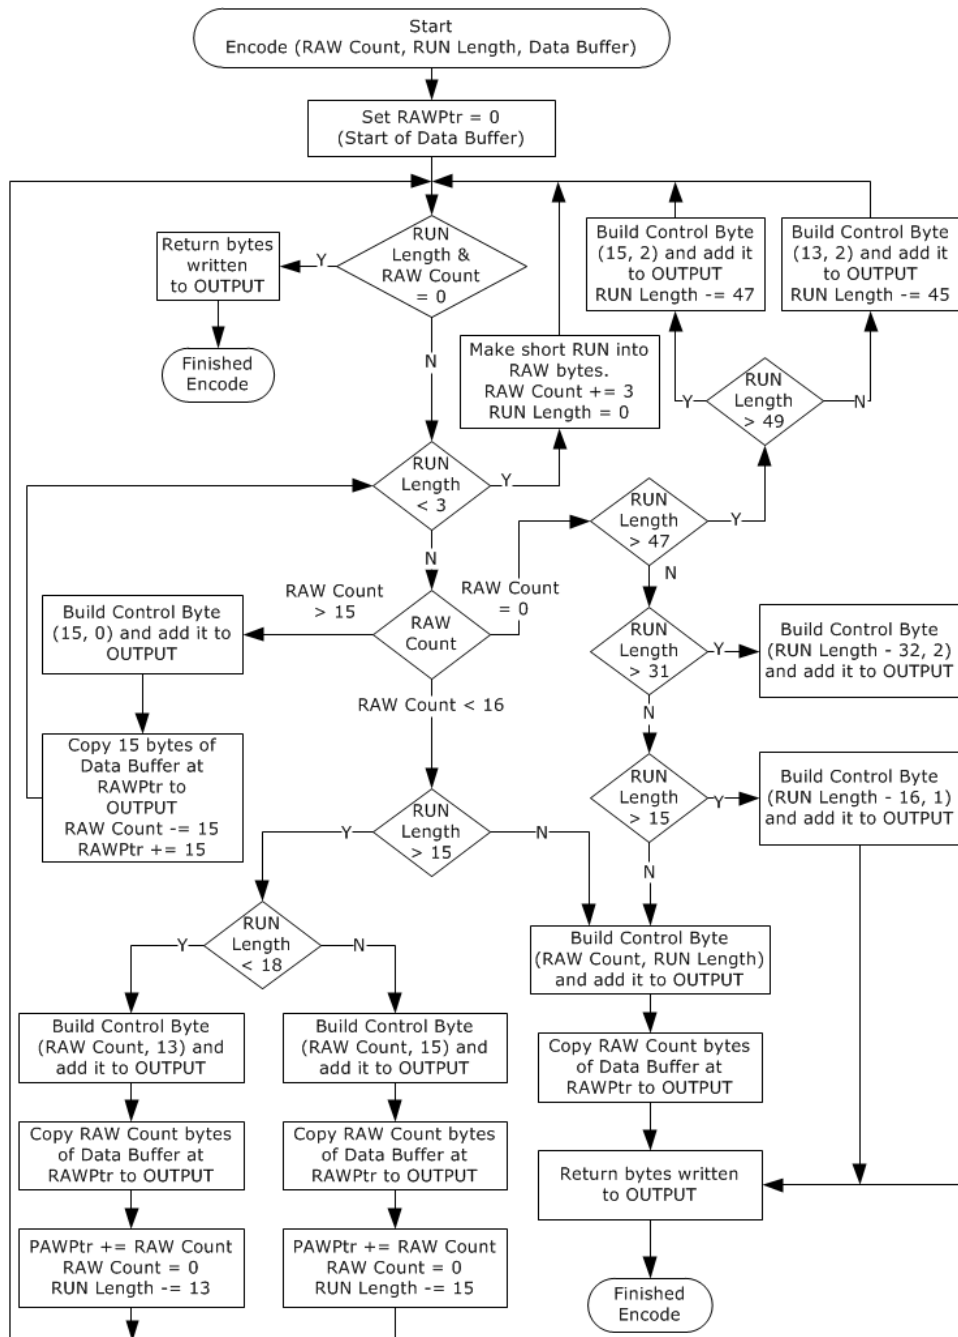 Start
Encode (RAW Count, RUN Length, Data Buffer)
Set RAWPtr = 0
(Start of Data Buffer)
RUN
Length &
RAW Count
= 0
Y
Return bytes
written
to OUTPUT
Finished
Encode
N
Build Control Byte
(15, 2) and add it
to OUTPUT
RUN Length -= 47
Build Control Byte
(13, 2) and add it
to OUTPUT
RUN Length -= 45
Make short RUN into
RAW bytes.
RAW Count += 3
RUN Length = 0
RUN
Length
> 49
Y
N
RUN
Length
< 3
Y
N
RUN
Length
> 47
Y
N
RAW Count
> 15
RAW Count
= 0
RAW
Count
RAW Count < 16
Build Control Byte
(15, 0) and add it to
OUTPUT
Copy 15 bytes of
Data Buffer at
RAWPtr to
OUTPUT
RAW Count -= 15
RAWPtr += 15
RUN
Length
> 31
Y
N
Build Control Byte
(RUN Length - 32, 2)
and add it to OUTPUT
RUN
Length
> 15
Y
N
Build Control Byte
(RUN Length - 16, 1)
and add it to OUTPUT
RUN
Length
> 15
Y
N
RUN
Length
< 18
Y
N
Build Control Byte
(RAW Count, RUN Length)
and add it to OUTPUT
Build Control Byte
(RAW Count, 13) and
add it to OUTPUT
Build Control Byte
(RAW Count, 15) and
add it to OUTPUT
Copy RAW Count bytes
of Data Buffer at
RAWPtr to OUTPUT
Copy RAW Count bytes
of Data Buffer at
RAWPtr to OUTPUT
Copy RAW Count bytes
of Data Buffer at
RAWPtr to OUTPUT
Return bytes written
to OUTPUT
PAWPtr += RAW Count
RAW Count = 0
RUN Length -= 13
PAWPtr += RAW Count
RAW Count = 0
RUN Length -= 15
Finished
Encode